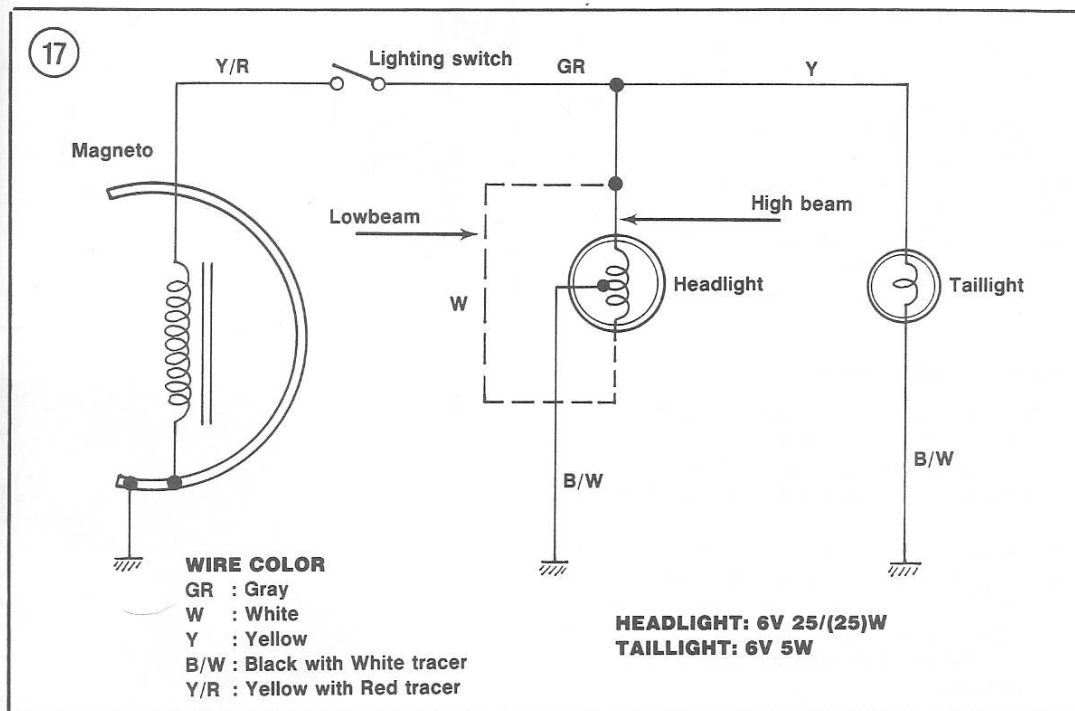 17
Y/R
Lighting switch
GR
Y
Magneto
Lowbeam
High beam
W
Headlight
Taillight
B/W
B/W
WIRE COLOR
GR : Gray
W : White
Y : Yellow
B/W : Black with White tracer
Y/R : Yellow with Red tracer
HEADLIGHT: 6V 25/(25)W
TAILLIGHT: 6V 5W